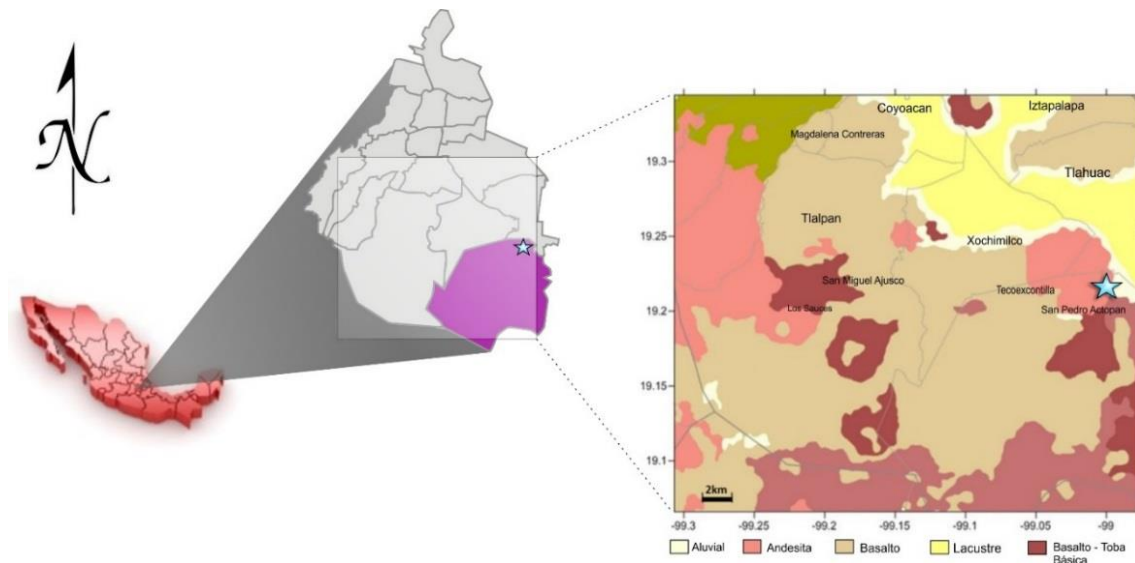 N
Coyoacan
Iztapalapa
Magdalena Contreras
19.3
Tlahuac
Tlalpan
19.25
Xochimilco
San Miguel Ajusco
Tecoexcontilla
19.2
Los Sauces
San Pedro Actopan
19.15
19.1
2km
-99.3
-99.25
-99.2
-99.15
-99.1
-99.05
-99
Aluvial
Andesita
Basalto
Lacustre
Basalto - Toba
Básica